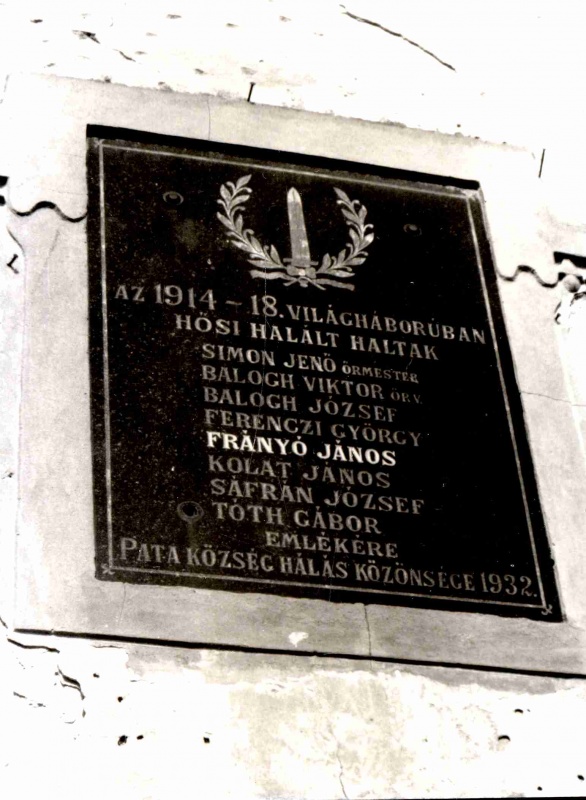 AZ 1914-18. VILÁGHÁBORÚBAN
HŐSI HALÁLT HALTAK
SIMON JENŐ ŐRMESTER
BALOGH VIKTOR ŐRV.
BALOGH JÓZSEF
FERENCZI GYÖRGY
FRÁNYÓ JÁNOS
KOLAT JÁNOS
SÁFRÁN JÓZSEF
TÓTH GÁBOR
EMLÉKÉRE
PATA KÖZSÉG HÁLÁS KÖZÖNSÉGE 1932.